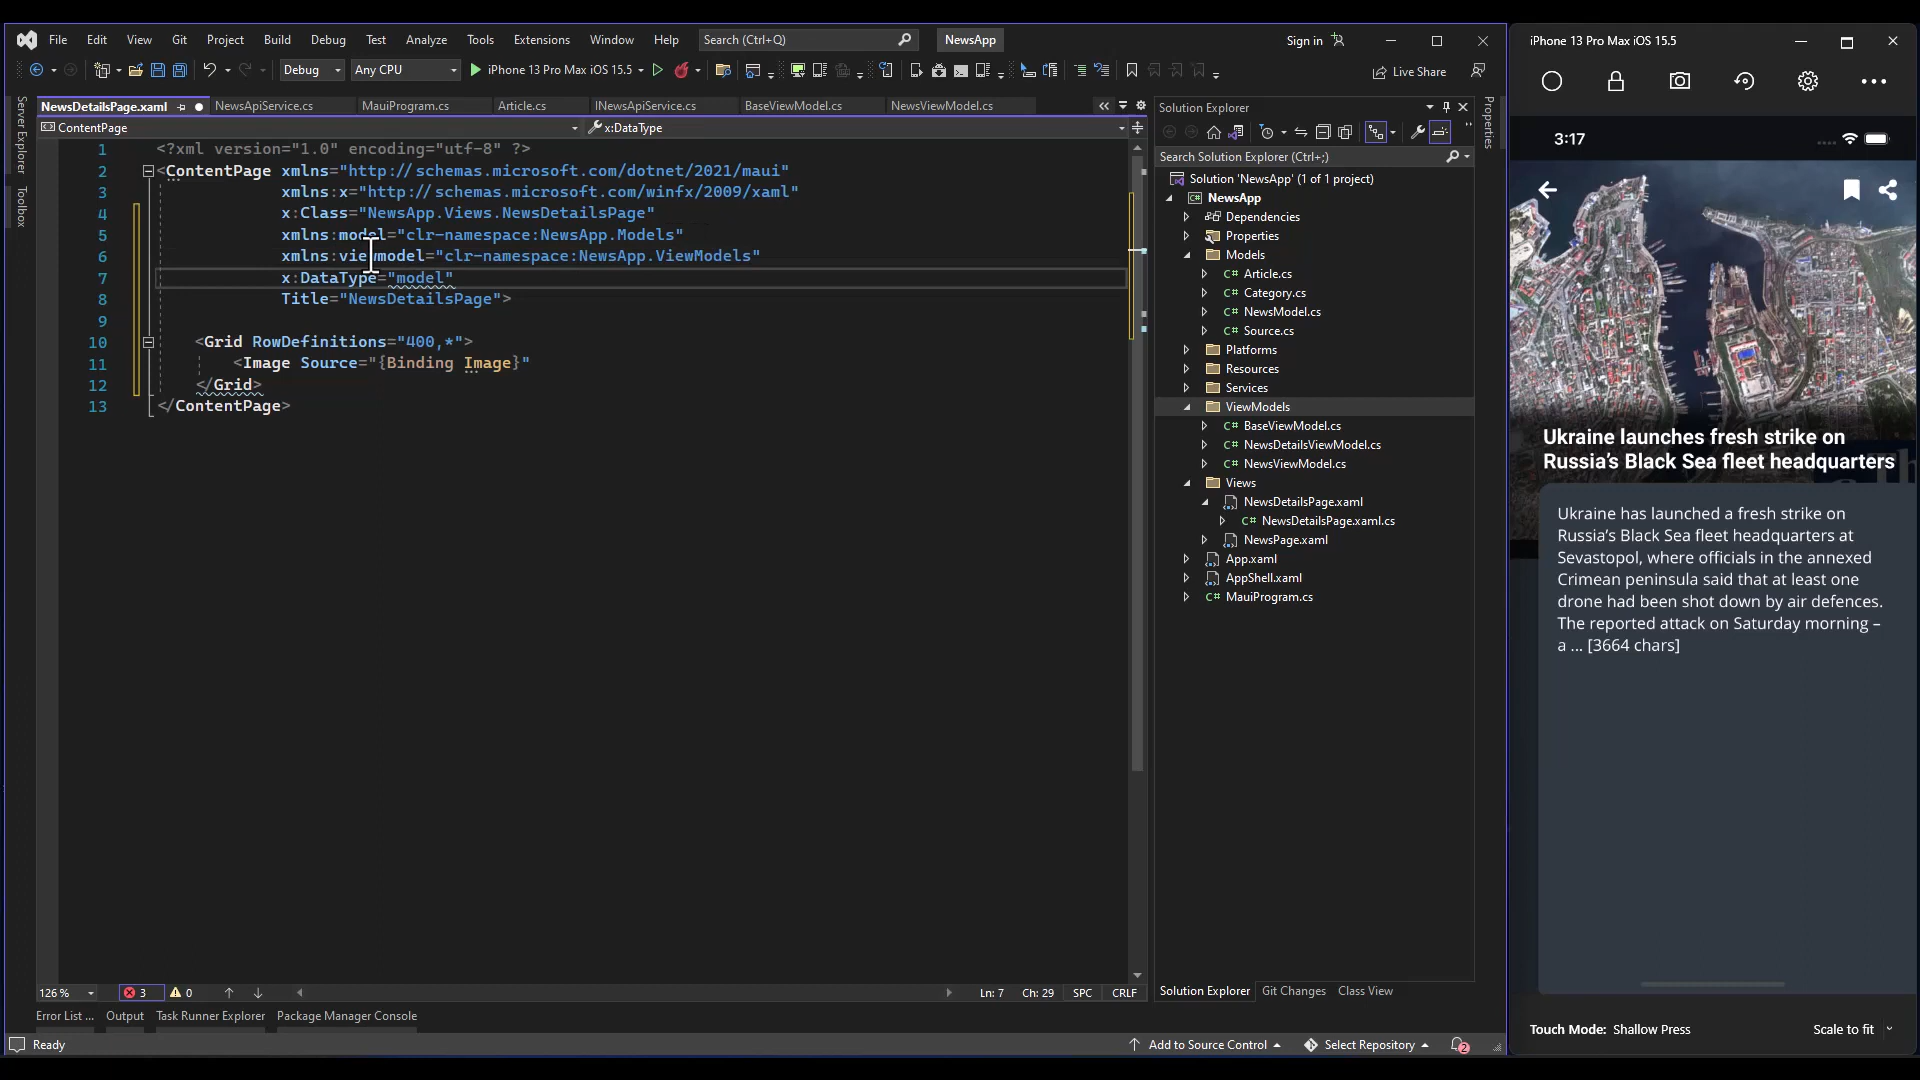 File Edit View Git Project Build Debug Test Analyze Tools Extensions Window Help Search (Ctrl+Q) NewsApp Sign in
Debug Any CPU iPhone 13 Pro Max iOS 15.5 Live Share
NewsDetailsPage.xaml NewsApiService.cs MauiProgram.cs Article.cs INewsApiService.cs BaseViewModel.cs NewsViewModel.cs
ContentPage x:DataType
Server Explorer
Toolbox
1 <?xml version="1.0" encoding="utf-8" ?>
2 <ContentPage xmlns="http://schemas.microsoft.com/dotnet/2021/maui"
3 xmlns:x="http://schemas.microsoft.com/winfx/2009/xaml"
4 x:Class="NewsApp.Views.NewsDetailsPage"
5 xmlns:model="clr-namespace:NewsApp.Models"
6 xmlns:viewmodel="clr-namespace:NewsApp.ViewModels"
7 x:DataType="model"
8 Title="NewsDetailsPage">
9
10 <Grid RowDefinitions="400,*">
11 <Image Source="{Binding Image}"
12 </Grid>
13 </ContentPage>
126 % 3 0 Ln: 7 Ch: 29 SPC CRLF
Error List ... Output Task Runner Explorer Package Manager Console
Ready Add to Source Control Select Repository 2
Solution Explorer
Search Solution Explorer (Ctrl+;)
Solution 'NewsApp' (1 of 1 project)
NewsApp
Dependencies
Properties
Models
C# Article.cs
C# Category.cs
C# NewsModel.cs
C# Source.cs
Platforms
Resources
Services
ViewModels
C# BaseViewModel.cs
C# NewsDetailsViewModel.cs
C# NewsViewModel.cs
Views
NewsDetailsPage.xaml
C# NewsDetailsPage.xaml.cs
NewsPage.xaml
App.xaml
AppShell.xaml
C# MauiProgram.cs
Solution Explorer Git Changes Class View
Properties
iPhone 13 Pro Max iOS 15.5
3:17
Ukraine launches fresh strike on
Russia's Black Sea fleet headquarters
Ukraine has launched a fresh strike on
Russia's Black Sea fleet headquarters at
Sevastopol, where officials in the annexed
Crimean peninsula said that at least one
drone had been shot down by air defences.
The reported attack on Saturday morning –
a ... [3664 chars]
Touch Mode: Shallow Press Scale to fit